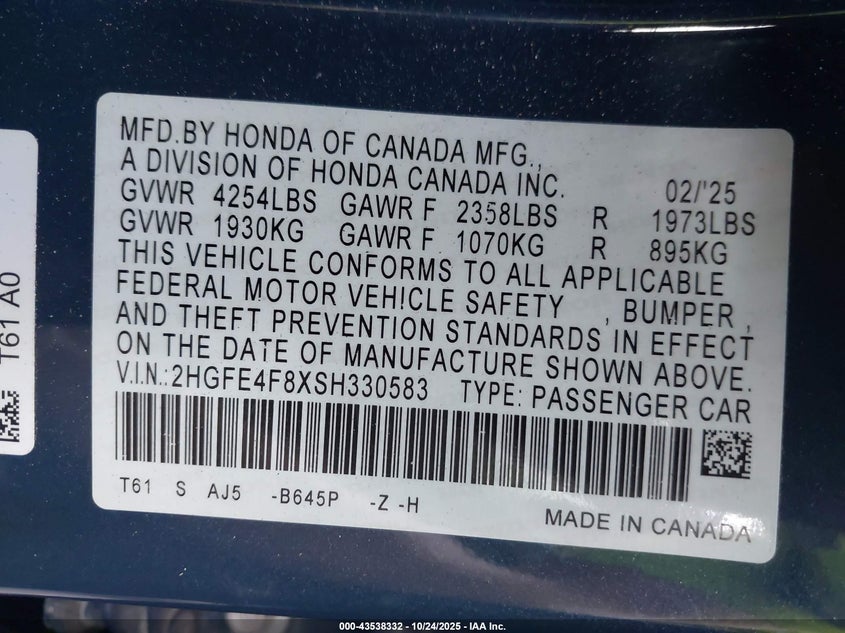 MFD.BY HONDA OF CANADA MFG.,
A DIVISION OF HONDA CANADA INC. 02/'25
GVWR 4254LBS GAWR F 2358LBS R 1973LBS
GVWR 1930KG GAWR F 1070KG R 895KG
THIS VEHICLE CONFORMS TO ALL APPLICABLE
FEDERAL MOTOR VEHICLE SAFETY , BUMPER ,
AND THEFT PREVENTION STANDARDS IN EFFECT
ON THE DATE OF MANUFACTURE SHOWN ABOVE.
V.I.N.:2HGFE4F8XSH330583 TYPE: PASSENGER CAR
T61 S AJ5 -B645P -Z -H
MADE IN CANADA
T61 A0
000-43538332 - 10/24/2025 - IAA Inc.